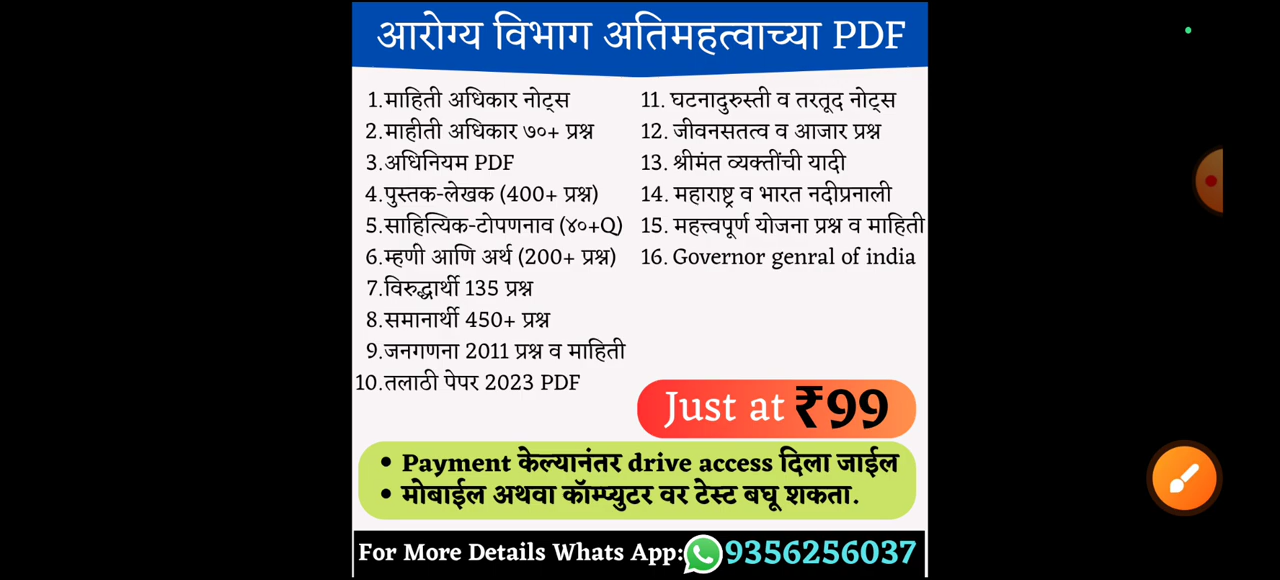 आरोग्य विभाग अतिमहत्वाच्या PDF
1.माहिती अधिकार नोट्स
2.माहीती अधिकार ७०+ प्रश्न
3.अधिनियम PDF
4.पुस्तक-लेखक (400+ प्रश्न)
5.साहित्यिक-टोपणनाव (४०+Q)
6.म्हणी आणि अर्थ (200+ प्रश्न)
7.विरुद्धार्थी 135 प्रश्न
8.समानार्थी 450+ प्रश्न
9.जनगणना 2011 प्रश्न व माहिती
10.तलाठी पेपर 2023 PDF
11. घटनादुरुस्ती व तरतूद नोट्स
12. जीवनसतत्व व आजार प्रश्न
13. श्रीमंत व्यक्तींची यादी
14. महाराष्ट्र व भारत नदीप्रनाली
15. महत्त्वपूर्ण योजना प्रश्न व माहिती
16. Governor genral of india
Just at ₹99
• Payment केल्यानंतर drive access दिला जाईल
• मोबाईल अथवा कॉम्प्युटर वर टेस्ट बघू शकता.
For More Details Whats App: 9356256037